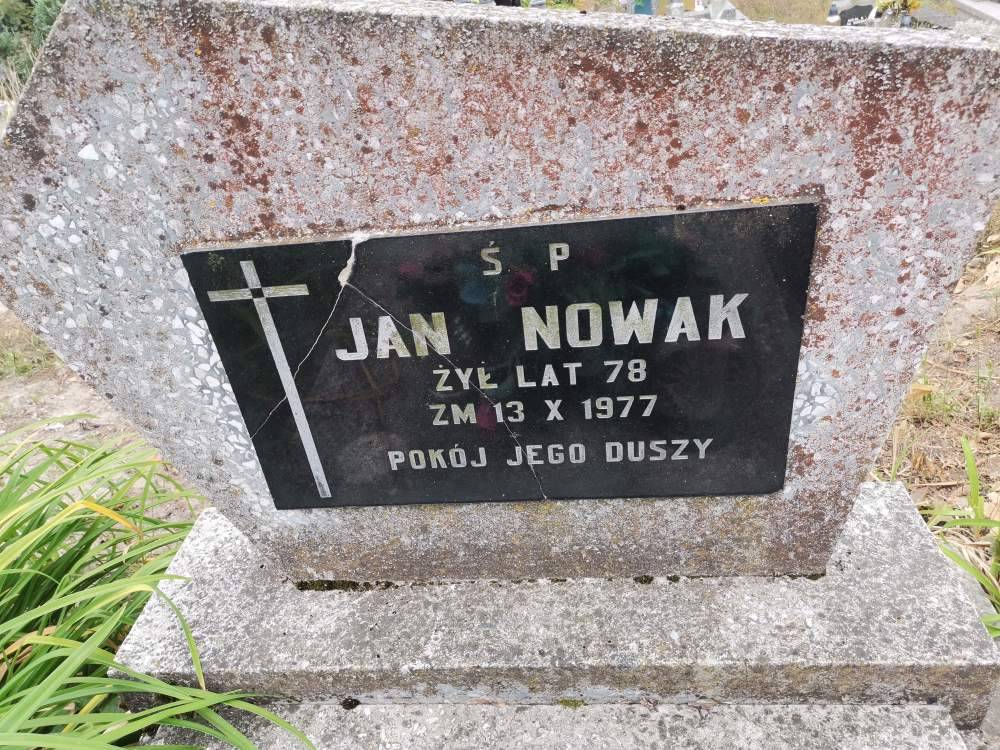 Ś P
JAN NOWAK
ŻYŁ LAT 78
ZM 13 X 1977
POKÓJ JEGO DUSZY